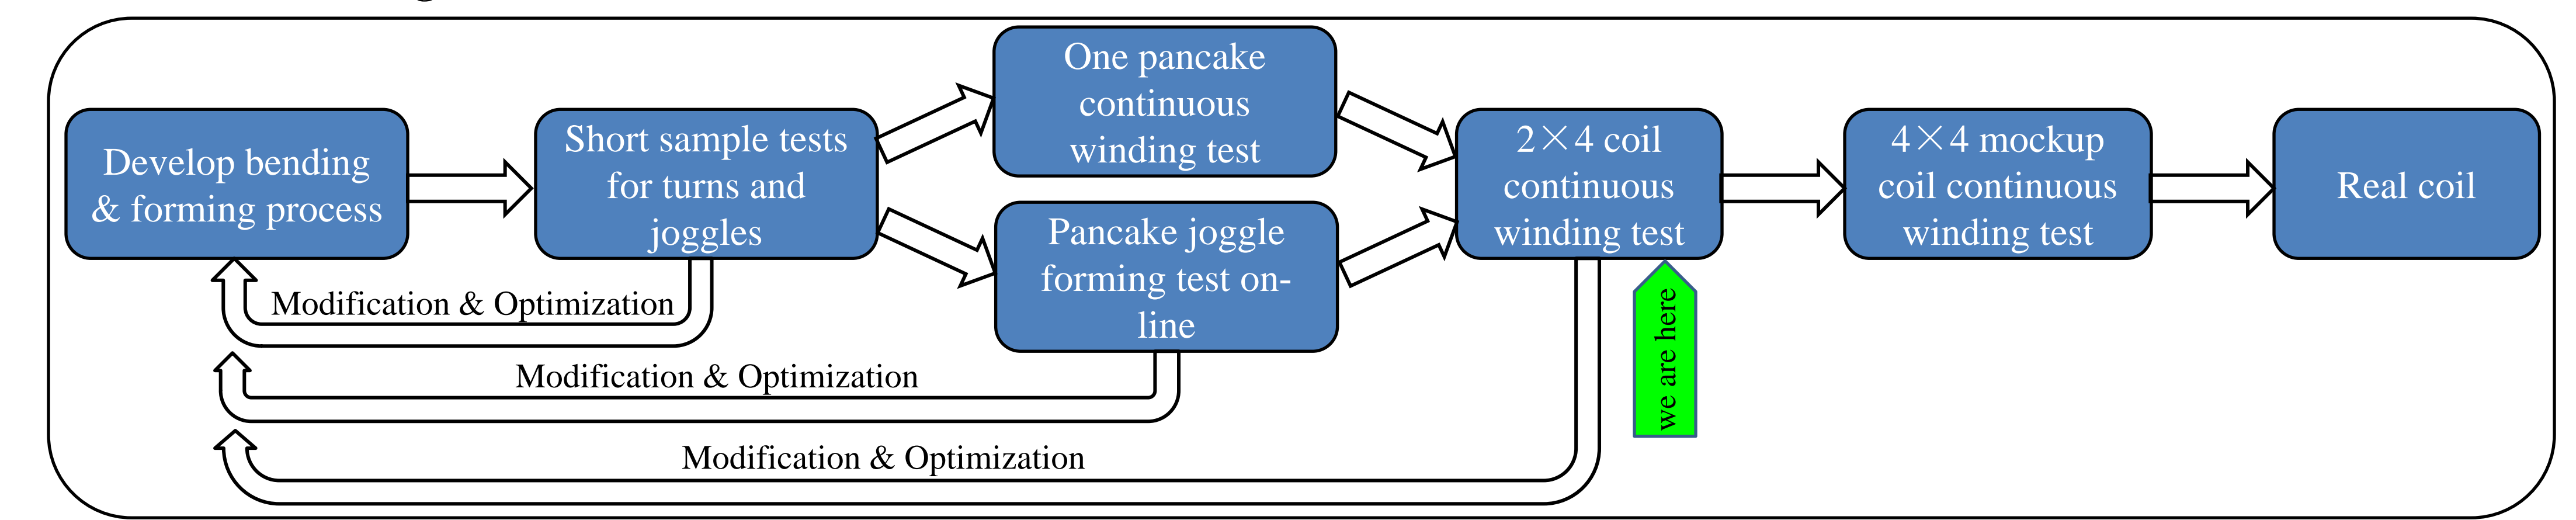 Develop bending
& forming process
Short sample tests
for turns and
joggles
One pancake
continuous
winding test
Pancake joggle
forming test on-
line
2×4 coil
continuous
winding test
4×4 mockup
coil continuous
winding test
Real coil
Modification & Optimization
Modification & Optimization
Modification & Optimization
we are here